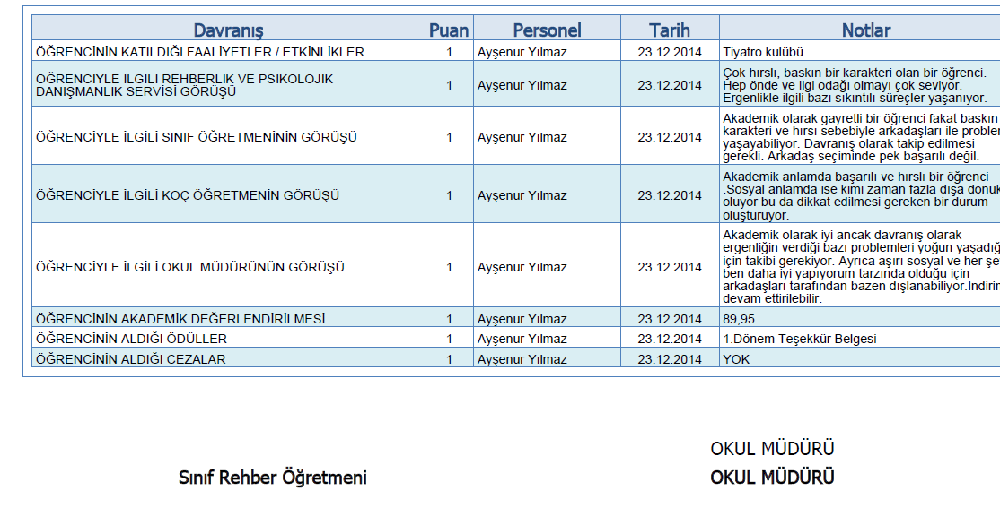 Davranış Puan Personel Tarih Notlar
ÖĞRENCİNİN KATILDIĞI FAALİYETLER / ETKİNLİKLER 1 Ayşenur Yılmaz 23.12.2014 Tiyatro kulübü
ÖĞRENCİYLE İLGİLİ REHBERLİK VE PSİKOLOJİK
DANIŞMANLIK SERVİSİ GÖRÜŞÜ
1 Ayşenur Yılmaz 23.12.2014
Çok hırslı, baskın bir karakteri olan bir öğrenci.
Hep önde ve ilgi odağı olmayı çok seviyor.
Ergenlikle ilgili bazı sıkıntılı süreçler yaşanıyor.
ÖĞRENCİYLE İLGİLİ SINIF ÖĞRETMENİNİN GÖRÜŞÜ 1 Ayşenur Yılmaz 23.12.2014
Akademik olarak gayretli bir öğrenci fakat baskın
karakteri ve hırsı sebebiyle arkadaşları ile problem
yaşayabiliyor. Davranış olarak takip edilmesi
gerekli. Arkadaş seçiminde pek başarılı değil.
ÖĞRENCİYLE İLGİLİ KOÇ ÖĞRETMENİN GÖRÜŞÜ 1 Ayşenur Yılmaz 23.12.2014
Akademik anlamda başarılı ve hırslı bir öğrenci
.Sosyal anlamda ise kimi zaman fazla dışa dönük
oluyor bu da dikkat edilmesi gereken bir durum
oluşturuyor.
ÖĞRENCİYLE İLGİLİ OKUL MÜDÜRÜNÜN GÖRÜŞÜ 1 Ayşenur Yılmaz 23.12.2014
Akademik olarak iyi ancak davranış olarak
ergenliğin verdiği bazı problemleri yoğun yaşadığ
için takibi gerekiyor. Ayrıca aşırı sosyal ve her şe
ben daha iyi yapıyorum tarzında olduğu için
arkadaşları tarafından bazen dışlanabiliyor.İndirim
devam ettirilebilir.
ÖĞRENCİNİN AKADEMİK DEĞERLENDİRİLMESİ 1 Ayşenur Yılmaz 23.12.2014 89,95
ÖĞRENCİNİN ALDIĞI ÖDÜLLER 1 Ayşenur Yılmaz 23.12.2014 1.Dönem Teşekkür Belgesi
ÖĞRENCİNİN ALDIĞI CEZALAR 1 Ayşenur Yılmaz 23.12.2014 YOK
OKUL MÜDÜRÜ
Sınıf Rehber Öğretmeni OKUL MÜDÜRÜ